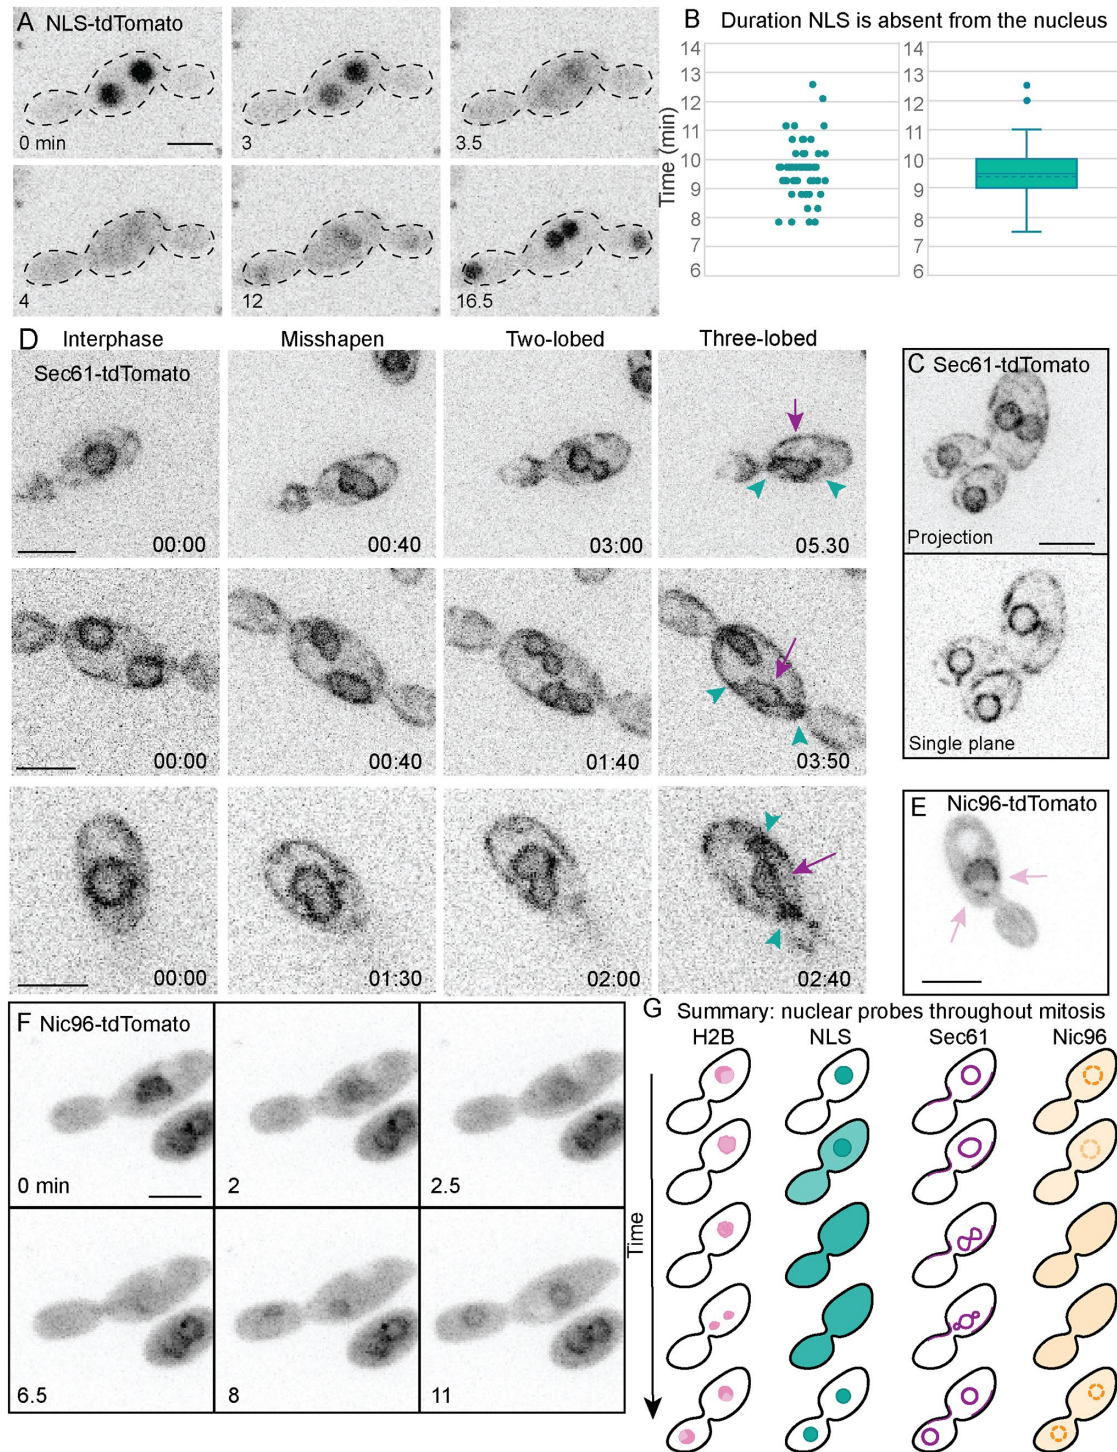 A NLS-tdTomato
0 min
3
3.5
4
12
16.5
B Duration NLS is absent from the nucleus
Time (min)
14
13
12
11
10
9
8
7
6
14
13
12
11
10
9
8
7
6
D Interphase Misshapen Two-lobed Three-lobed
Sec61-tdTomato
00:00
00:40
03:00
05.30
00:00
00:40
01:40
03:50
00:00
01:30
02:00
02:40
C Sec61-tdTomato
Projection
Single plane
E Nic96-tdTomato
F Nic96-tdTomato
0 min
2
2.5
6.5
8
11
G Summary: nuclear probes throughout mitosis
H2B NLS Sec61 Nic96
Time